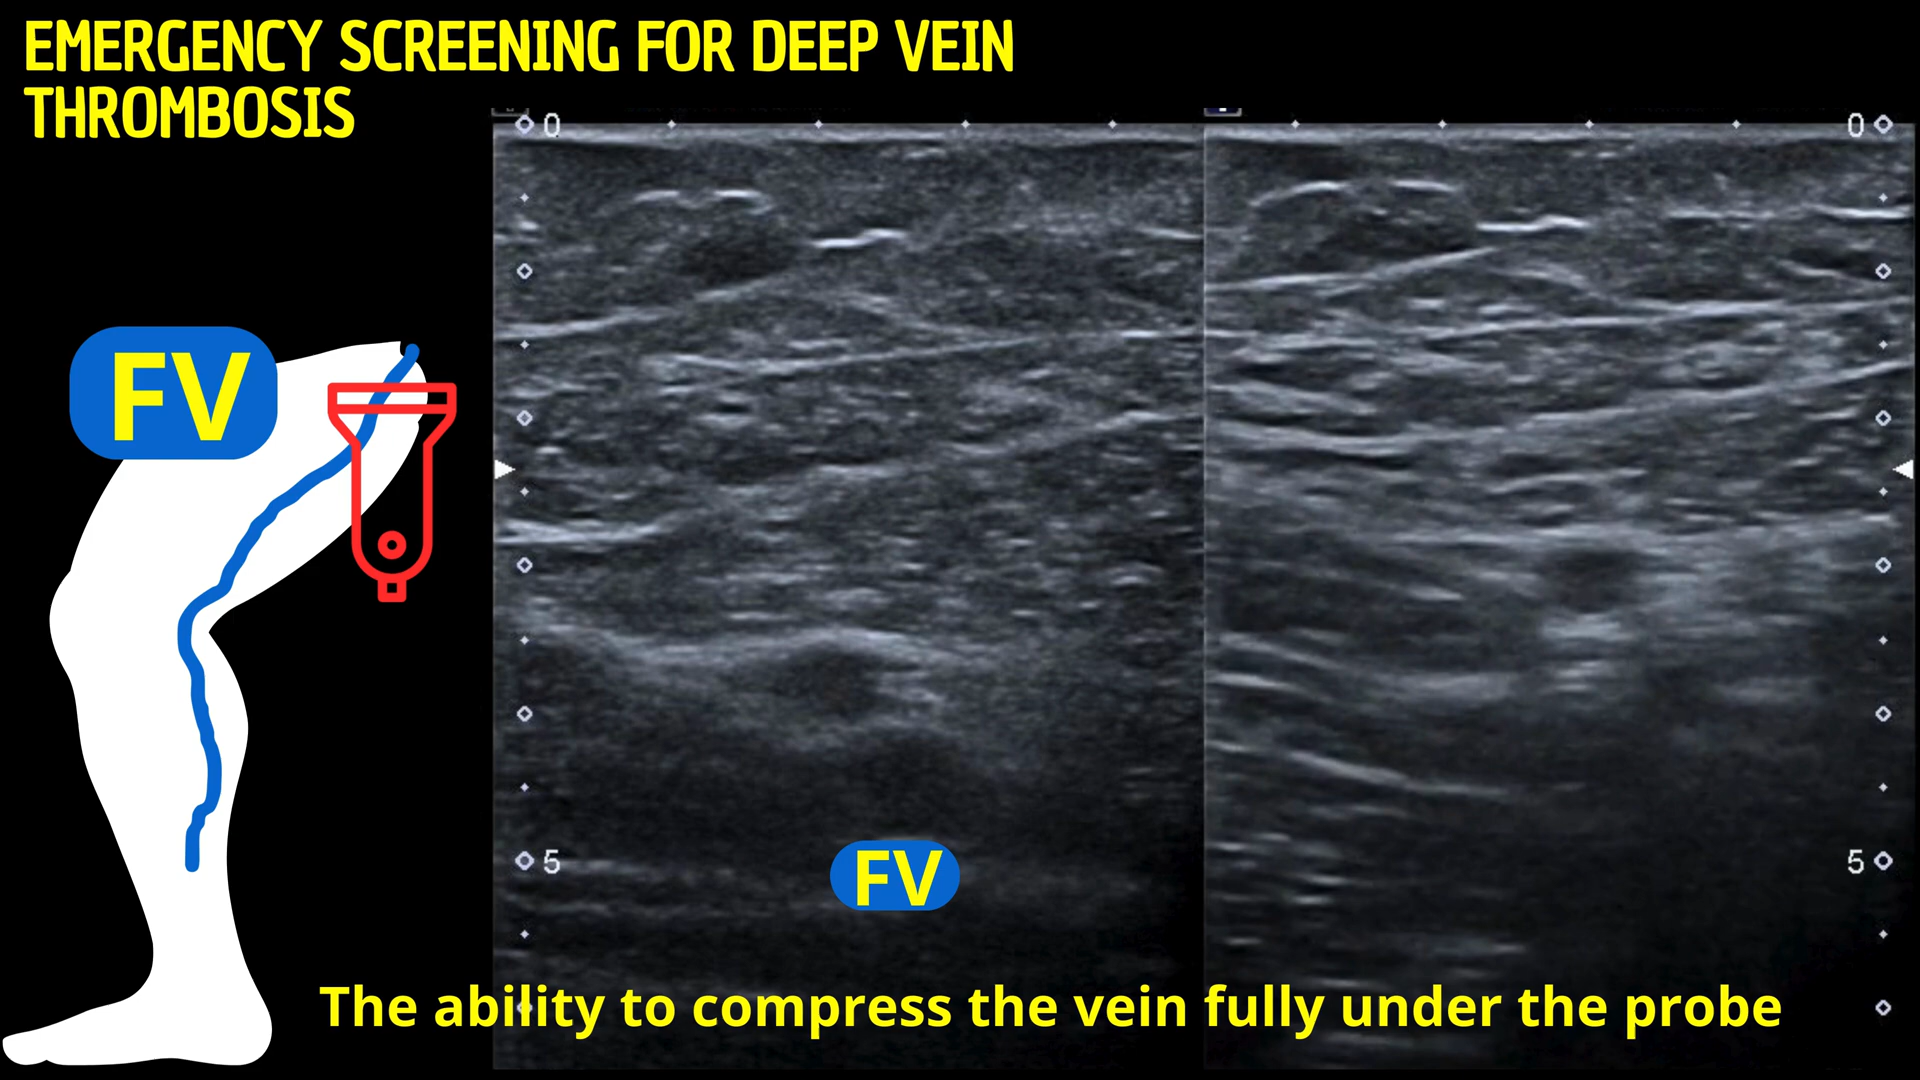 EMERGENCY SCREENING FOR DEEP VEIN
THROMBOSIS
0
0
FV
5
5
FV
The ability to compress the vein fully under the probe